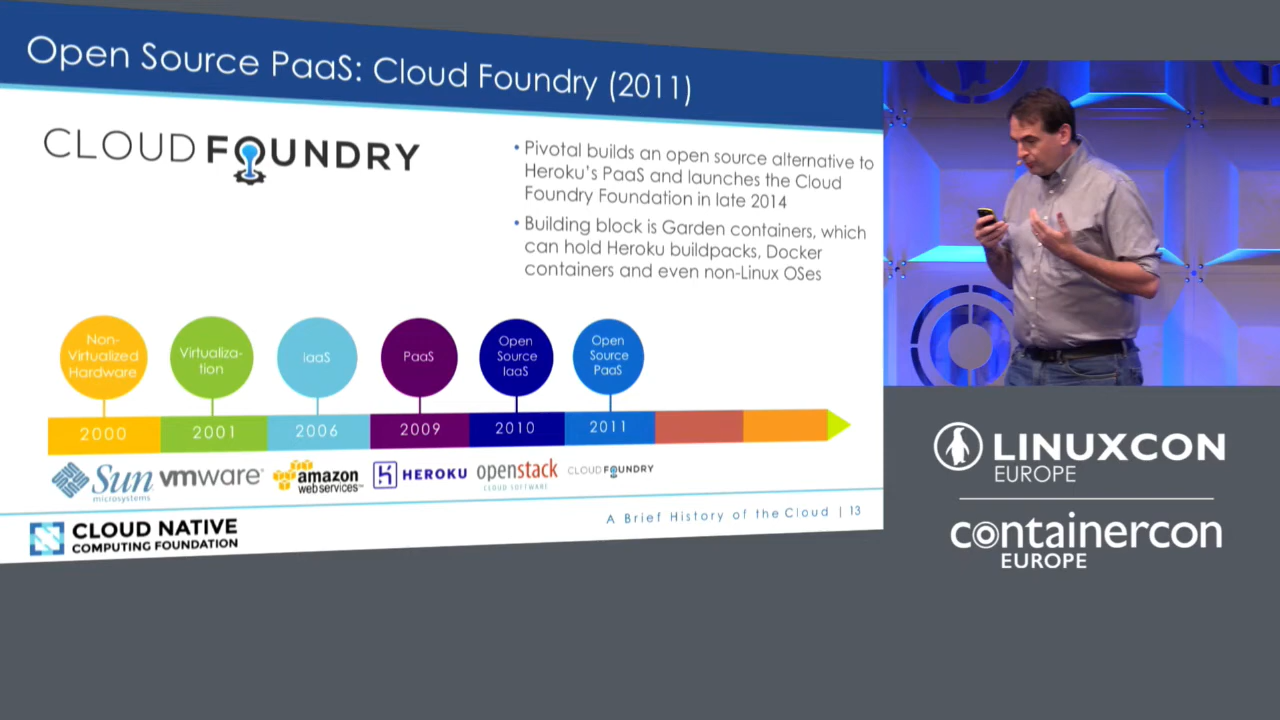 Open Source PaaS: Cloud Foundry (2011)
CLOUD FOUNDRY
• Pivotal builds an open source alternative to
Heroku's PaaS and launches the Cloud
Foundry Foundation in late 2014
• Building block is Garden containers, which
can hold Heroku buildpacks, Docker
containers and even non-Linux OSes
Non-
Virtualized
Hardware
Virtualiza-
tion
IaaS
PaaS
Open
Source
IaaS
Open
Source
PaaS
2000
2001
2006
2009
2010
2011
Sun
microsystems
vmware®
amazon
webservices™
HEROKU
openstack
CLOUD SOFTWARE
CLOUD FOUNDRY
CLOUD NATIVE
COMPUTING FOUNDATION
A Brief History of the Cloud | 13
LINUXCON
EUROPE
containercon
EUROPE